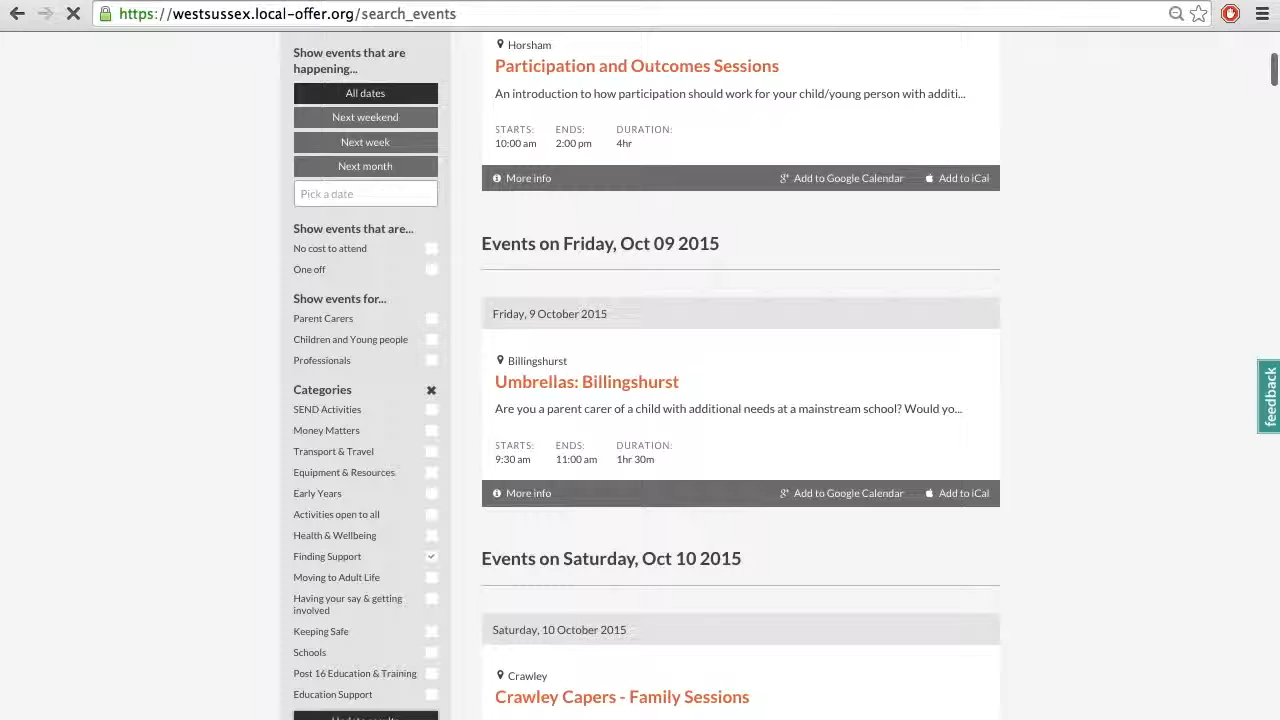 https://westsussex.local-offer.org/search_events
Show events that are
happening...
All dates
Next weekend
Next week
Next month
Pick a date
Show events that are...
No cost to attend
One off
Show events for...
Parent Carers
Children and Young people
Professionals
Categories
SEND Activities
Money Matters
Transport & Travel
Equipment & Resources
Early Years
Activities open to all
Health & Wellbeing
Finding Support
Moving to Adult Life
Having your say & getting
involved
Keeping Safe
Schools
Post 16 Education & Training
Education Support
Horsham
Participation and Outcomes Sessions
An introduction to how participation should work for your child/young person with additi...
STARTS: ENDS: DURATION:
10:00 am 2:00 pm 4hr
More info Add to Google Calendar Add to iCal
Events on Friday, Oct 09 2015
Friday, 9 October 2015
Billingshurst
Umbrellas: Billingshurst
Are you a parent carer of a child with additional needs at a mainstream school? Would yo...
STARTS: ENDS: DURATION:
9:30 am 11:00 am 1hr 30m
More info Add to Google Calendar Add to iCal
Events on Saturday, Oct 10 2015
Saturday, 10 October 2015
Crawley
Crawley Capers - Family Sessions
feedback